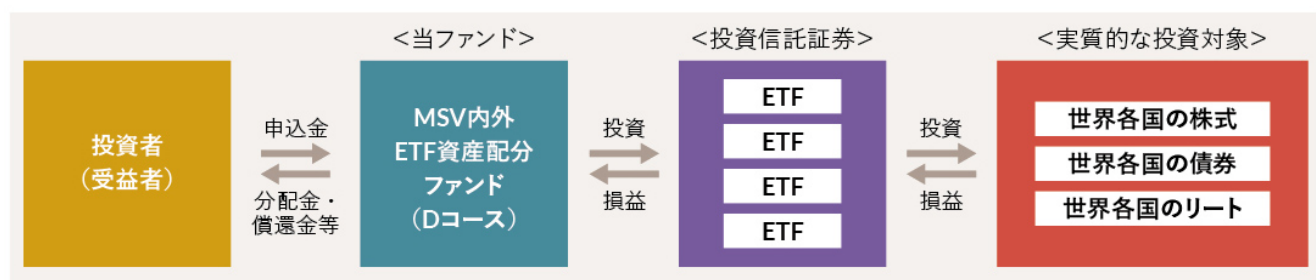 <当ファンド>
<投資信託証券>
<実質的な投資対象>
投資者
(受益者)
申込金
分配金・
償還金等
MSV内外
ETF資産配分
ファンド
(Dコース)
投資
損益
ETF
ETF
ETF
ETF
投資
損益
世界各国の株式
世界各国の債券
世界各国のリート